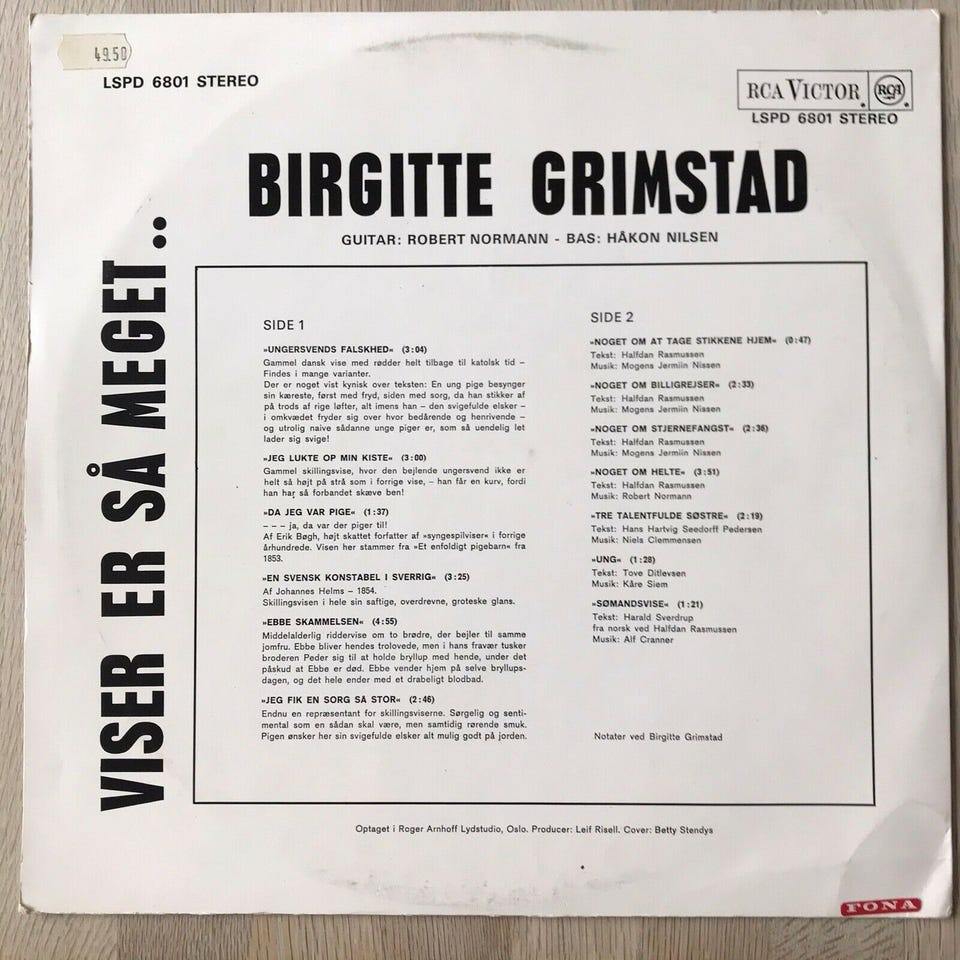 49.50
LSPD 6801 STEREO
RCA VICTOR RCA
LSPD 6801 STEREO
BIRGITTE GRIMSTAD
GUITAR: ROBERT NORMANN - BAS: HÅKON NILSEN
VISER ER SÅ MEGET..
SIDE 1
»UNGERSVENDS FALSKHED« (3:04)
Gammel dansk vise med rødder helt tilbage til katolsk tid –
Findes i mange varianter.
Der er noget vist kynisk over teksten: En ung pige besynger
sin kæreste, først med fryd, siden med sorg, da han stikker af
på trods af rige løfter, alt imens han – den svigefulde elsker –
i omkvædet fryder sig over hvor bedårende og henrivende –
og utrolig naive sådanne unge piger er, som så uendelig let
lader sig svige!
»JEG LUKTE OP MIN KISTE« (3:00)
Gammel skillingsvise, hvor den bejlende ungersvend ikke er
helt så højt på strå som i forrige vise, – han får en kurv, fordi
han har så forbandet skæve ben!
»DA JEG VAR PIGE« (1:37)
– – – ja, da var der piger til!
Af Erik Bøgh, højt skattet forfatter af »syngespilviser« i forrige
århundrede. Visen her stammer fra »Et enfoldigt pigebarn« fra
1853.
»EN SVENSK KONSTABEL I SVERRIG« (3:25)
Af Johannes Helms – 1854.
Skillingsvisen i hele sin saftige, overdrevne, groteske glans.
»EBBE SKAMMELSEN« (4:55)
Middelalderlig riddervise om to brødre, der bejler til samme
jomfru. Ebbe bliver hendes trolovede, men i hans fravær tusker
broderen Peder sig til at holde bryllup med hende, under det
påskud at Ebbe er død. Ebbe vender hjem på selve bryllups-
dagen, og det hele ender med et drabeligt blodbad.
»JEG FIK EN SORG SÅ STOR« (2:46)
Endnu en repræsentant for skillingsviserne. Sørgelig og senti-
mental som en sådan skal være, men samtidig rørende smuk.
Pigen ønsker her sin svigefulde elsker alt mulig godt på jorden.
SIDE 2
»NOGET OM AT TAGE STIKKENE HJEM« (0:47)
Tekst: Halfdan Rasmussen
Musik: Mogens Jermiin Nissen
»NOGET OM BILLIGREJSER« (2:33)
Tekst: Halfdan Rasmussen
Musik: Mogens Jermiin Nissen
»NOGET OM STJERNEFANGST« (2:36)
Tekst: Halfdan Rasmussen
Musik: Mogens Jermiin Nissen
»NOGET OM HELTE« (3:51)
Tekst: Halfdan Rasmussen
Musik: Robert Normann
»TRE TALENTFULDE SØSTRE« (2:19)
Tekst: Hans Hartvig Seedorff Pedersen
Musik: Niels Clemmensen
»UNG« (1:28)
Tekst: Tove Ditlevsen
Musik: Kåre Siem
»SØMANDSVISE« (1:21)
Tekst: Harald Sverdrup
fra norsk ved Halfdan Rasmussen
Musik: Alf Cranner
Notater ved Birgitte Grimstad
Optaget i Roger Arnhoff Lydstudio, Oslo. Producer: Leif Risell. Cover: Betty Stendys
FONA